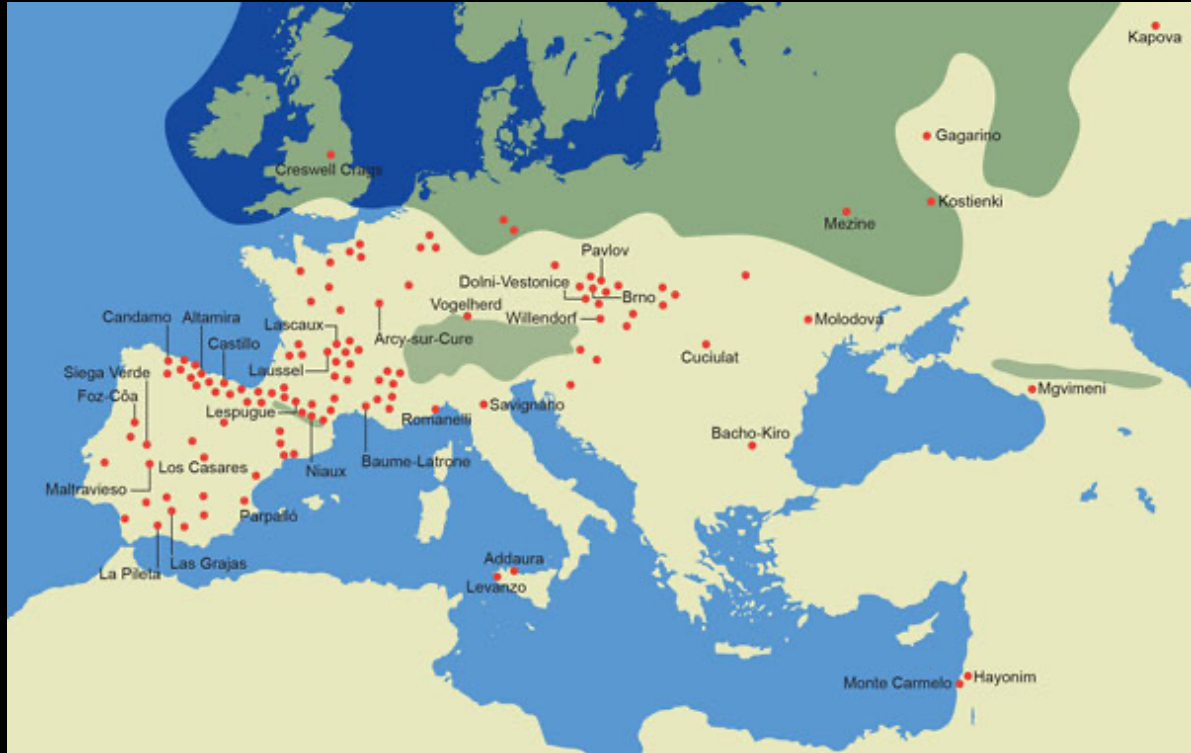 Kapova
Gagarino
Creswell Crags
Kostienki
Mezine
Pavlov
Dolni-Vestonice
Brno
Vogelherd
Willendorf
Candamo
Altamira
Lascaux
Molodova
Arcy-sur-Cure
Castillo
Cuciulat
Siega Verde
Laussel
Foz-Côa
Mgvimeni
Lespugue
Savignano
Romanelli
Bacho-Kiro
Los Casares
Niaux
Baume-Latrone
Maltravieso
Parpalló
Addaura
Las Grajas
La Pileta
Levanzo
Hayonim
Monte Carmelo